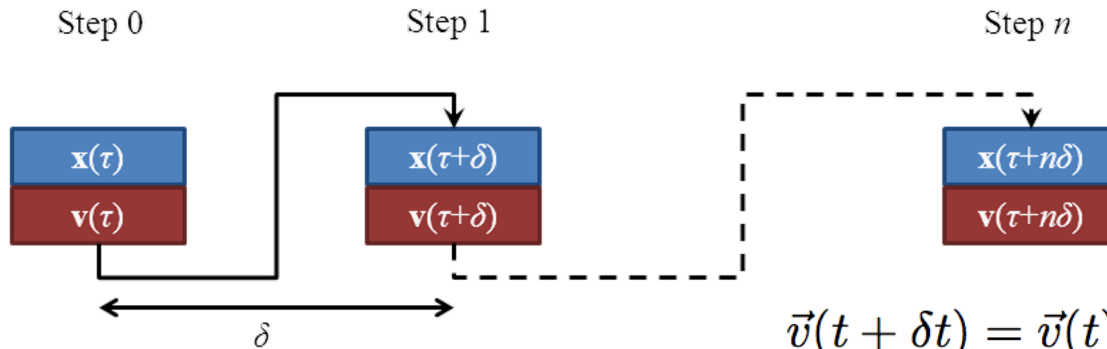 Step 0 Step 1 Step n
x(τ) x(τ+δ) x(τ+nδ)
v(τ) v(τ+δ) v(τ+nδ)
δ
v⃗(t + δt) = v⃗(t)